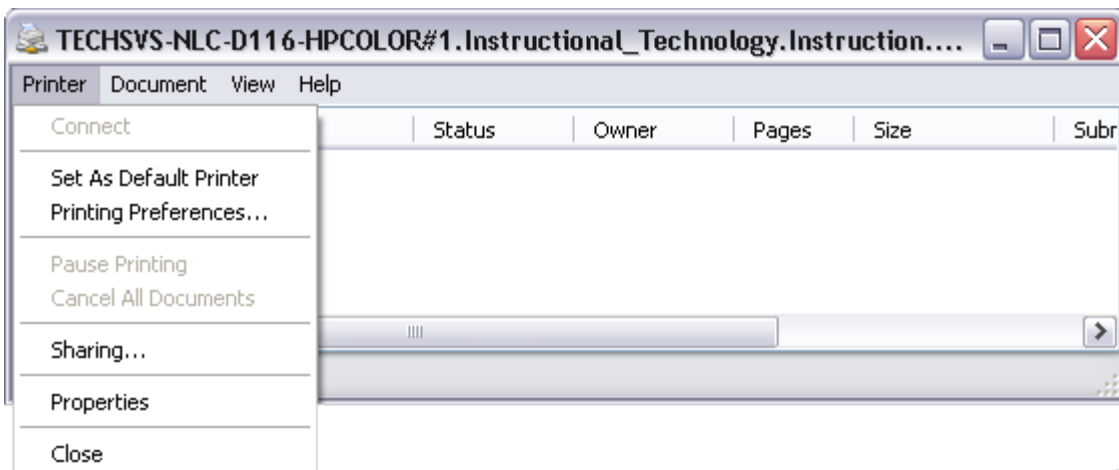 TECHSVS-NLC-D116-HPCOLOR#1.Instructional_Technology.Instruction....
Printer Document View Help
Connect Status Owner Pages Size Subr
Set As Default Printer
Printing Preferences...
Pause Printing
Cancel All Documents
Sharing...
Properties
Close